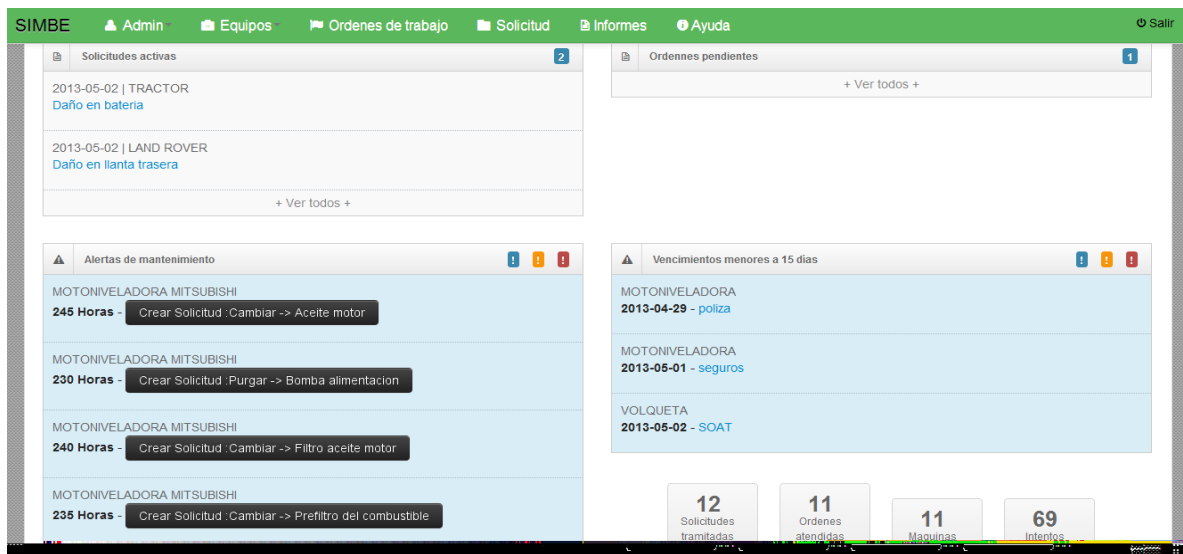 SIMBE Admin Equipos Ordenes de trabajo Solicitud Informes Ayuda Salir
Solicitudes activas 2
2013-05-02 | TRACTOR
Daño en bateria
2013-05-02 | LAND ROVER
Daño en llanta trasera
+ Ver todos +
Ordennes pendientes 1
+ Ver todos +
Alertas de mantenimiento ! ! !
MOTONIVELADORA MITSUBISHI
245 Horas - Crear Solicitud :Cambiar -> Aceite motor
MOTONIVELADORA MITSUBISHI
230 Horas - Crear Solicitud :Purgar -> Bomba alimentacion
MOTONIVELADORA MITSUBISHI
240 Horas - Crear Solicitud :Cambiar -> Filtro aceite motor
MOTONIVELADORA MITSUBISHI
235 Horas - Crear Solicitud :Cambiar -> Prefiltro del combustible
Vencimientos menores a 15 dias ! ! !
MOTONIVELADORA
2013-04-29 - poliza
MOTONIVELADORA
2013-05-01 - seguros
VOLQUETA
2013-05-02 - SOAT
12
Solicitudes
tramitadas
11
Ordenes
atendidas
11
Maquinas
69
Intentos